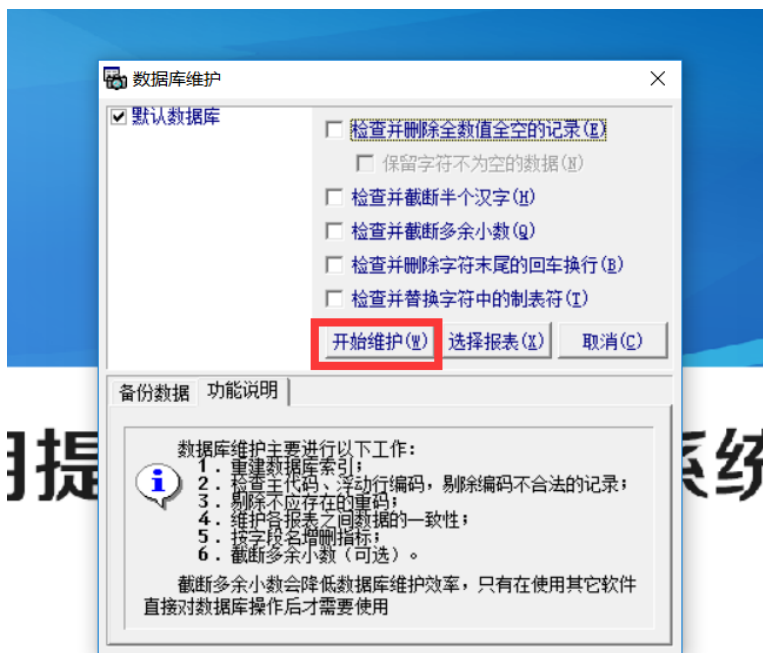 数据库维护
默认数据库
检查并删除全数值全空的记录(E)
保留字符不为空的数据(N)
检查并截断半个汉字(H)
检查并截断多余小数(Q)
检查并删除字符末尾的回车换行(B)
检查并替换字符中的制表符(T)
开始维护(W) 选择报表(X) 取消(C)
备份数据 功能说明
数据库维护主要进行以下工作:
1．重建数据库索引;
2．检查主代码、浮动行编码，剔除编码不合法的记录;
3．剔除不应存在的重码;
4．维护各报表之间数据的一致性;
5．按字段名增删指标;
6．截断多余小数（可选）。
截断多余小数会降低数据库维护效率，只有在使用其它软件
直接对数据库操作后才需要使用
提 系统